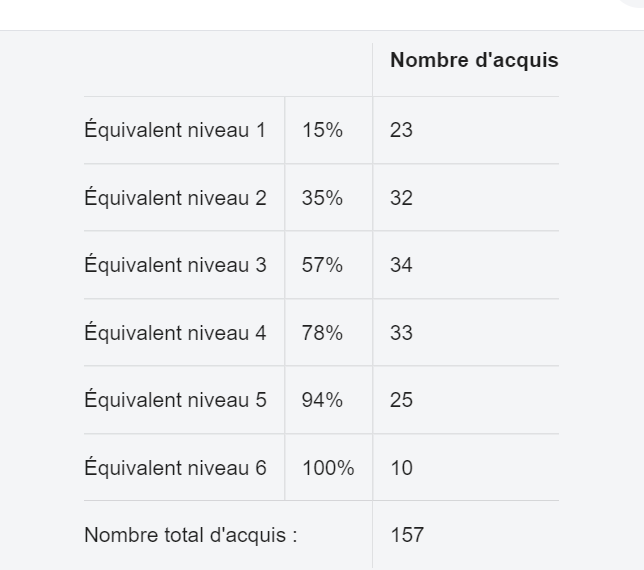 Nombre d'acquis
Équivalent niveau 1 15% 23
Équivalent niveau 2 35% 32
Équivalent niveau 3 57% 34
Équivalent niveau 4 78% 33
Équivalent niveau 5 94% 25
Équivalent niveau 6 100% 10
Nombre total d'acquis : 157